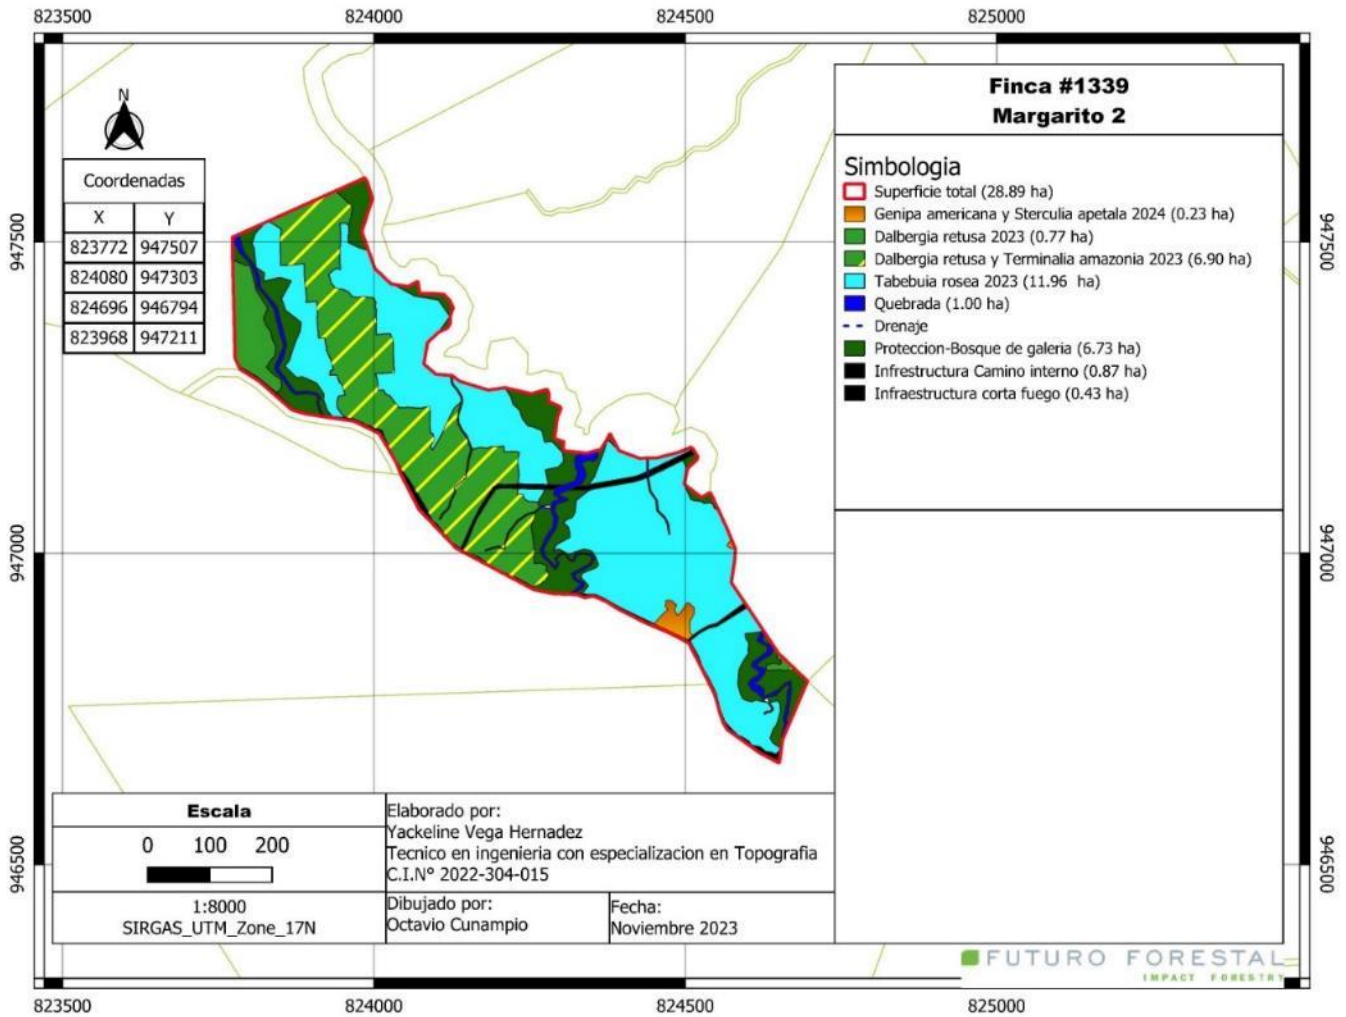 823500 824000 824500 825000
Finca #1339
Margarito 2
N
Coordenadas
X Y
823772 947507
824080 947303
824696 946794
823968 947211
Simbologia
Superficie total (28.89 ha)
Genipa americana y Sterculia apetala 2024 (0.23 ha)
Dalbergia retusa 2023 (0.77 ha)
Dalbergia retusa y Terminalia amazonia 2023 (6.90 ha)
Tabebuia rosea 2023 (11.96 ha)
Quebrada (1.00 ha)
Drenaje
Proteccion-Bosque de galeria (6.73 ha)
Infrestructura Camino interno (0.87 ha)
Infraestructura corta fuego (0.43 ha)
947500 947500
947000 947000
946500 946500
Escala
0 100 200
1:8000
SIRGAS_UTM_Zone_17N
Elaborado por:
Yackeline Vega Hernadez
Tecnico en ingenieria con especializacion en Topografia
C.I.N° 2022-304-015
Dibujado por:
Octavio Cunampio
Fecha:
Noviembre 2023
FUTURO FORESTAL
IMPACT FORESTRY
823500 824000 824500 825000